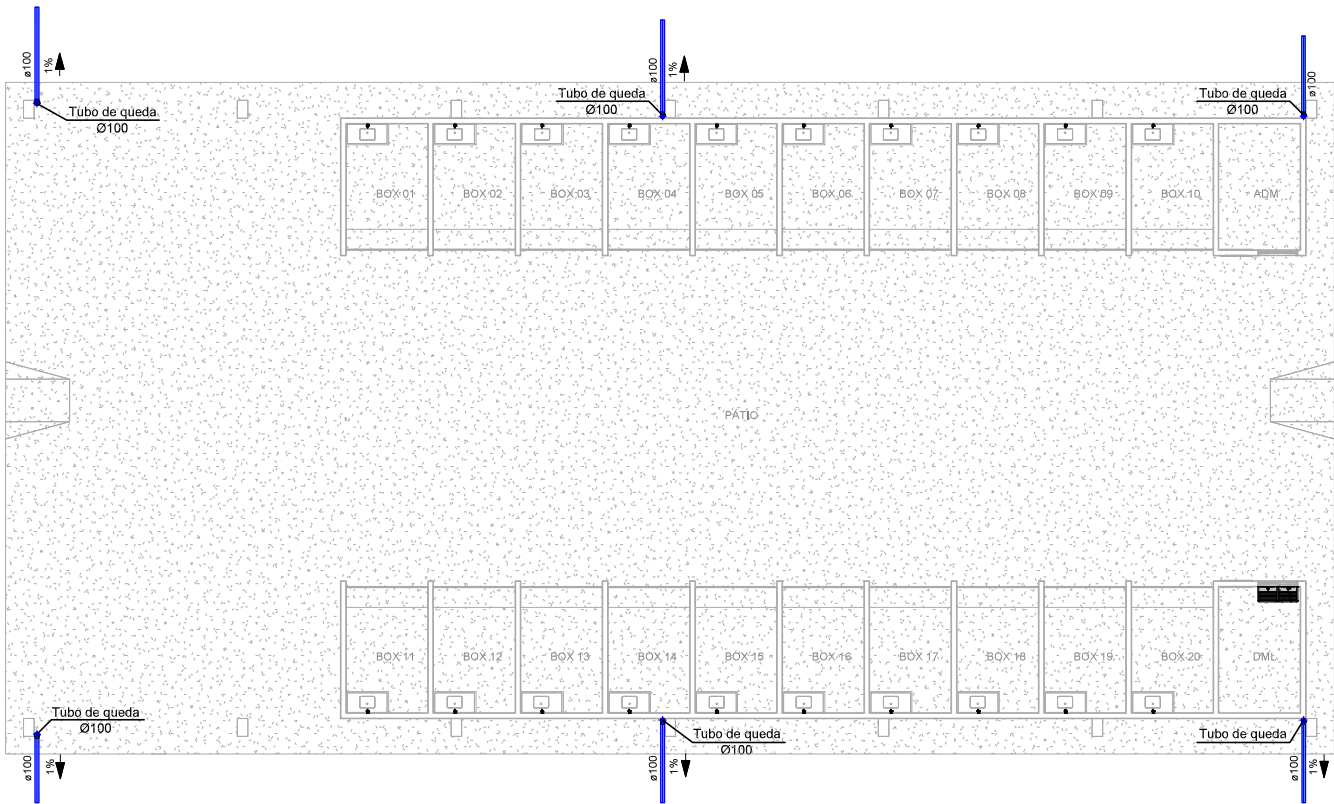 ø100
1%
Tubo de queda
Ø100
ø100
1%
Tubo de queda
Ø100
ø100
Tubo de queda
Ø100
BOX 01
BOX 02
BOX 03
BOX 04
BOX 05
BOX 06
BOX 07
BOX 08
BOX 09
BOX 10
ADM
PÁTIO
BOX 11
BOX 12
BOX 13
BOX 14
BOX 15
BOX 16
BOX 17
BOX 18
BOX 19
BOX 20
DML
Tubo de queda
Ø100
ø100
1%
Tubo de queda
Ø100
ø100
1%
Tubo de queda
ø100
1%